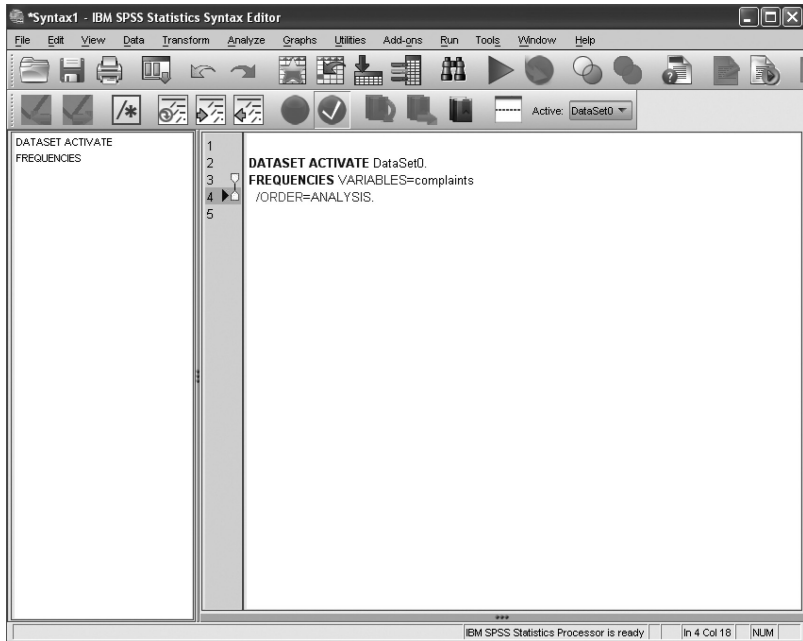 *Syntax1 - IBM SPSS Statistics Syntax Editor
File Edit View Data Transform Analyze Graphs Utilities Add-ons Run Tools Window Help
/*
Active: DataSet0
DATASET ACTIVATE
FREQUENCIES
1
2 DATASET ACTIVATE DataSet0.
3 FREQUENCIES VARIABLES=complaints
4 /ORDER=ANALYSIS.
5
IBM SPSS Statistics Processor is ready In 4 Col 18 NUM